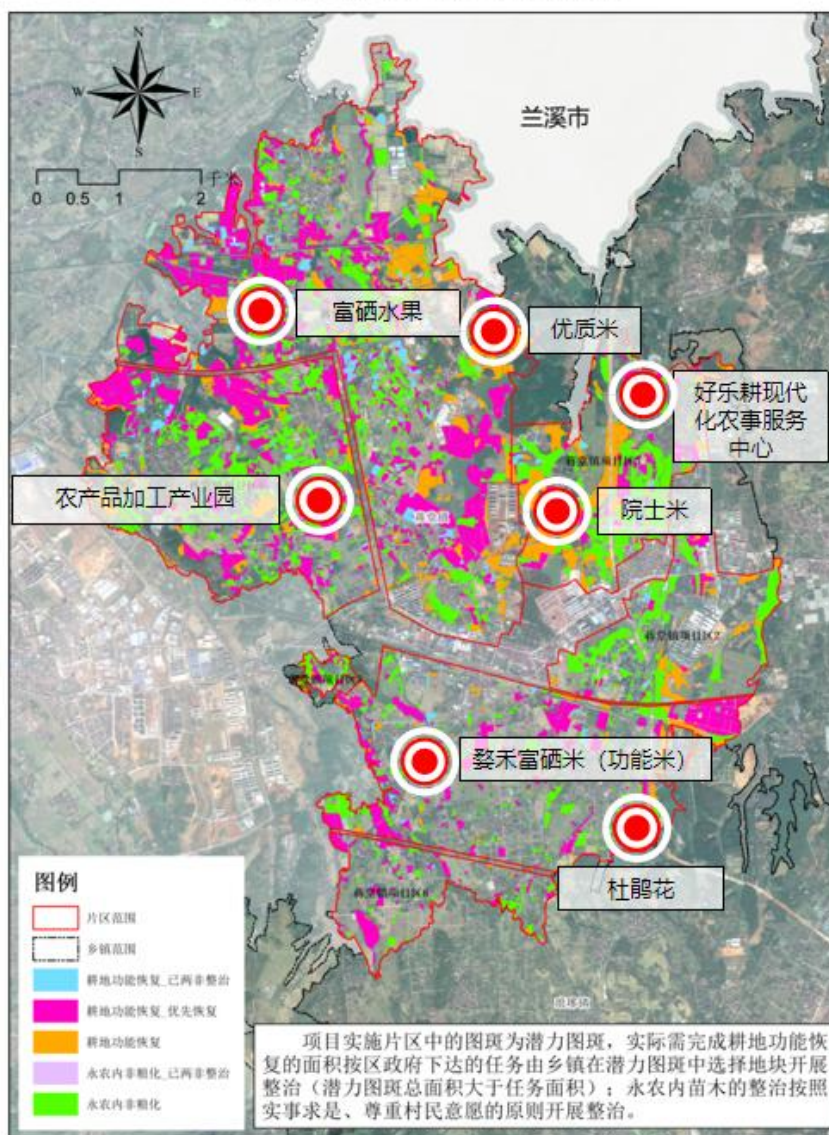 N
W
E
S
千米
0 0.5 1 2
兰溪市
富硒水果
优质米
好乐耕现代
化农事服务
中心
农产品加工产业园
院士米
蒋堂镇项目区2
婺禾富硒米（功能米）
杜鹃花
图例
片区范围
乡镇范围
耕地功能恢复_已两非整治
耕地功能恢复_优先恢复
耕地功能恢复
永农内非粮化_已两非整治
永农内非粮化
项目实施片区中的图斑为潜力图斑，实际需完成耕地功能恢
复的面积按区政府下达的任务由乡镇在潜力图斑中选择地块开展
整治（潜力图斑总面积大于任务面积）；永农内苗木的整治按照
实事求是、尊重村民意愿的原则开展整治。